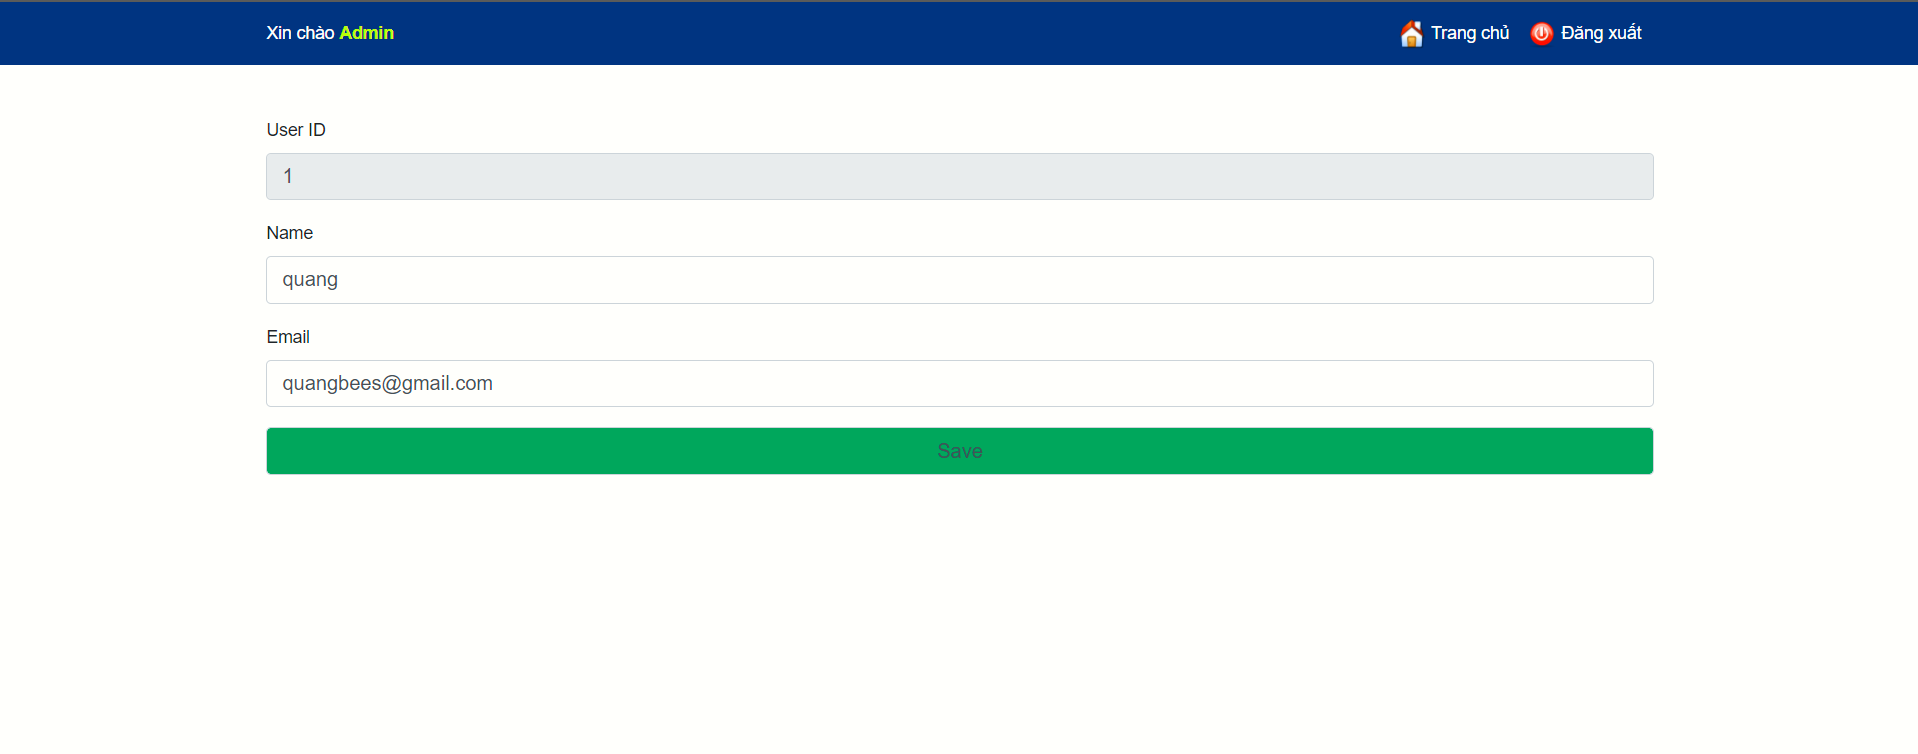 Xin chào Admin
Trang chủ
Đăng xuất
User ID
1
Name
quang
Email
quangbees@gmail.com
Save